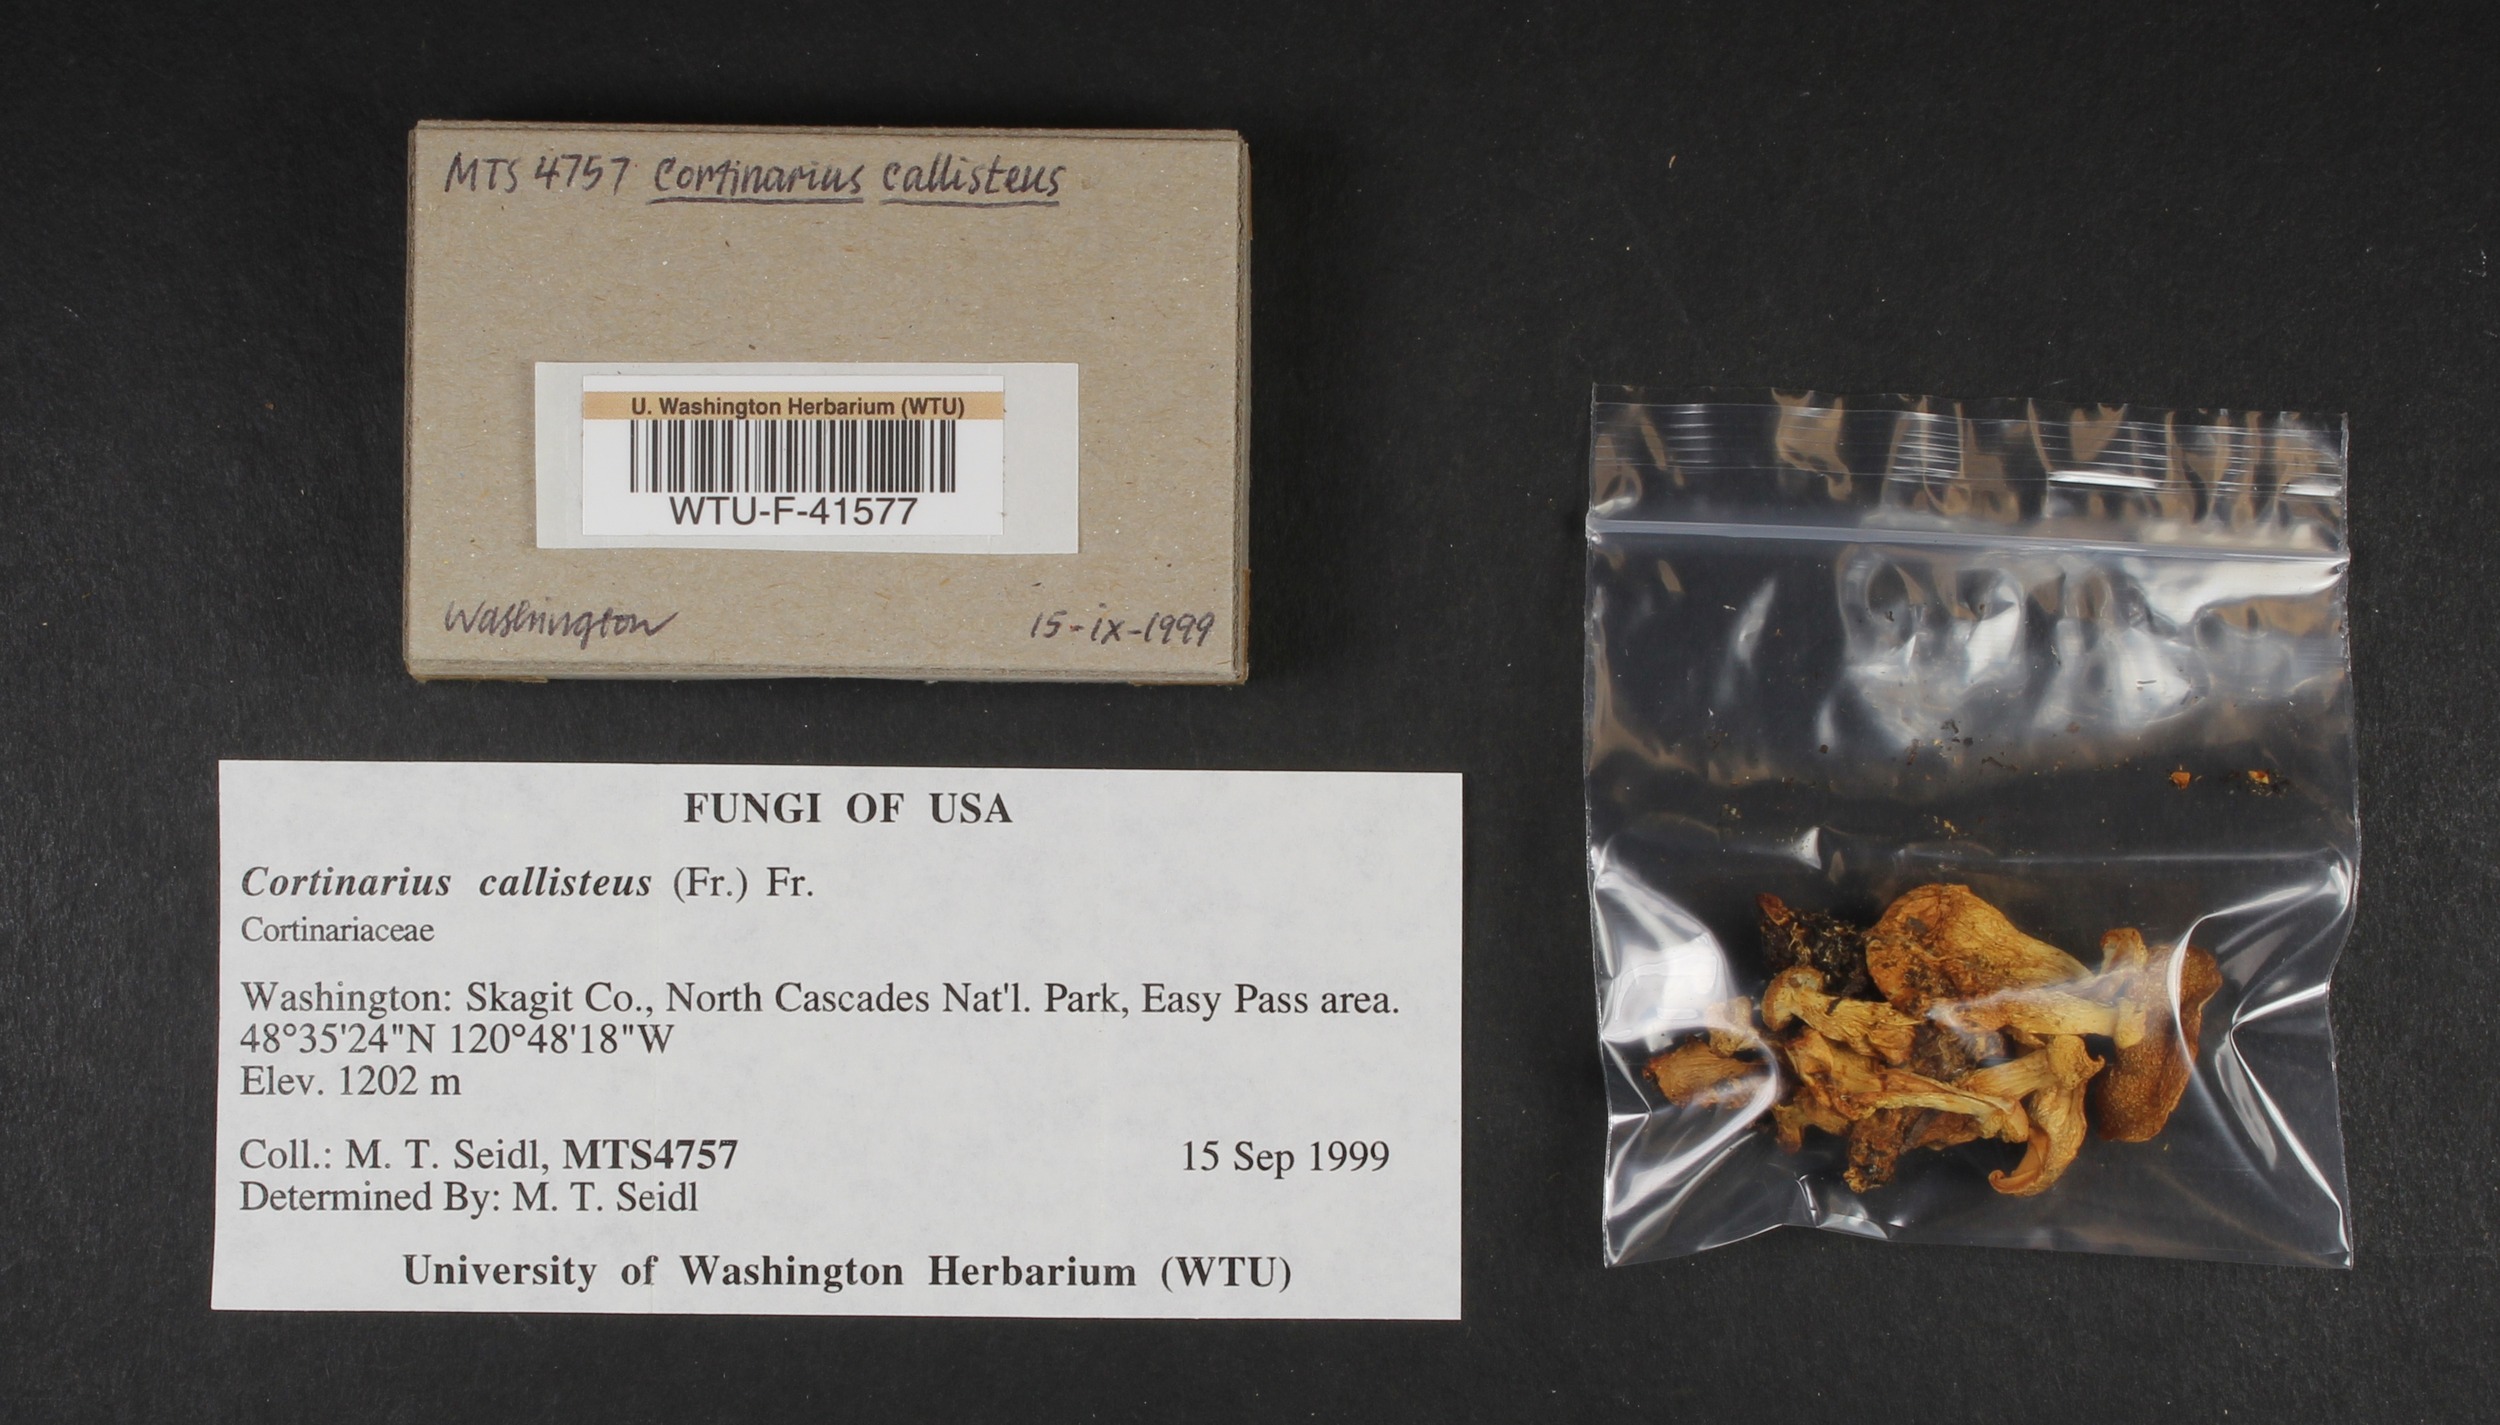 MTS 4757 Cortinarius callisteus
U. Washington Herbarium (WTU)
WTU-F-41577
Washington
15-ix-1999
FUNGI OF USA
Cortinarius callisteus (Fr.) Fr.
Cortinariaceae
Washington: Skagit Co., North Cascades Nat'l. Park, Easy Pass area.
48°35'24"N 120°48'18"W
Elev. 1202 m
Coll.: M. T. Seidl, MTS4757 15 Sep 1999
Determined By: M. T. Seidl
University of Washington Herbarium (WTU)